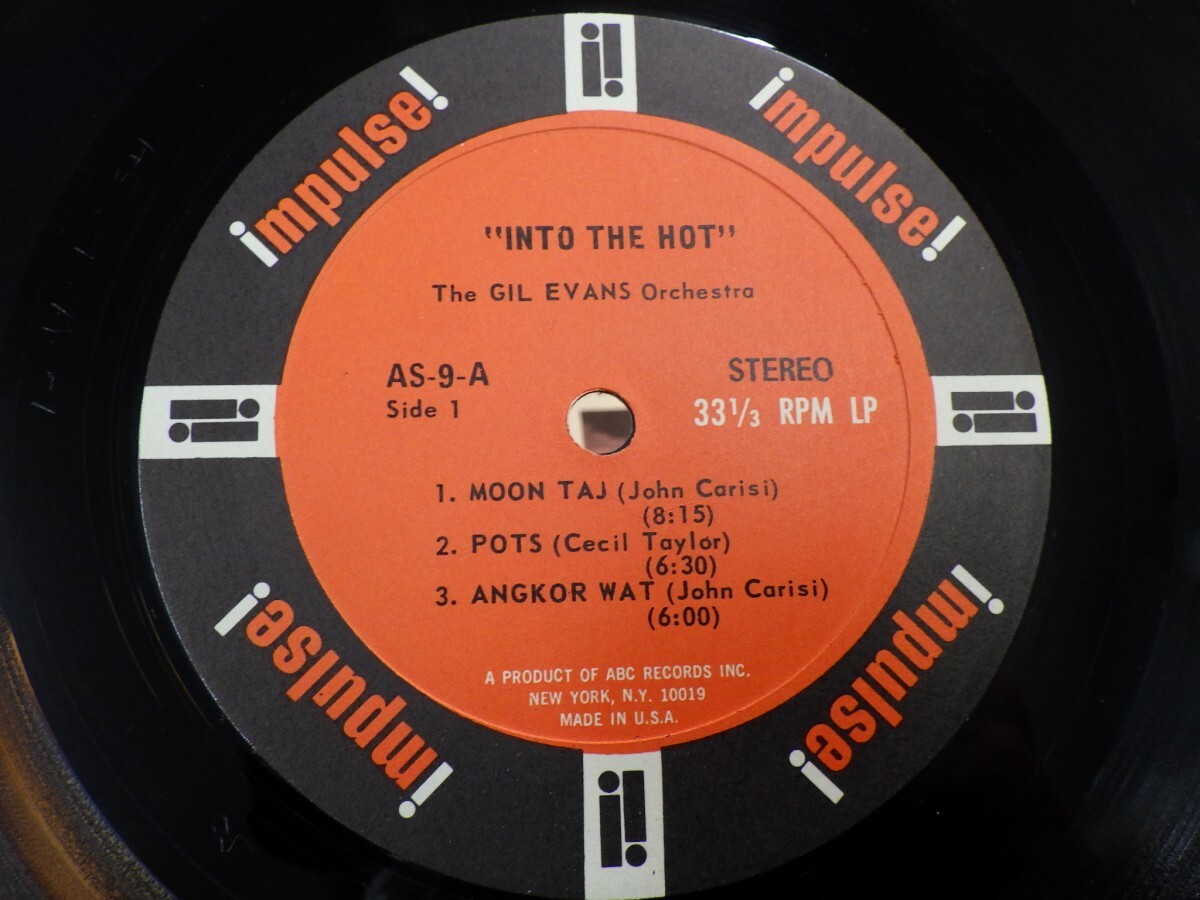 impulse!
impulse!
"INTO THE HOT"
The GIL EVANS Orchestra
AS-9-A
STEREO
Side 1
33 1/3 RPM LP
1. MOON TAJ (John Carisi)
(8:15)
2. POTS (Cecil Taylor)
(6:30)
3. ANGKOR WAT (John Carisi)
(6:00)
A PRODUCT OF ABC RECORDS INC.
NEW YORK, N.Y. 10019
MADE IN U.S.A.
impulse!
impulse!